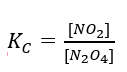 K_C = [NO_2] / [N_2O_4]